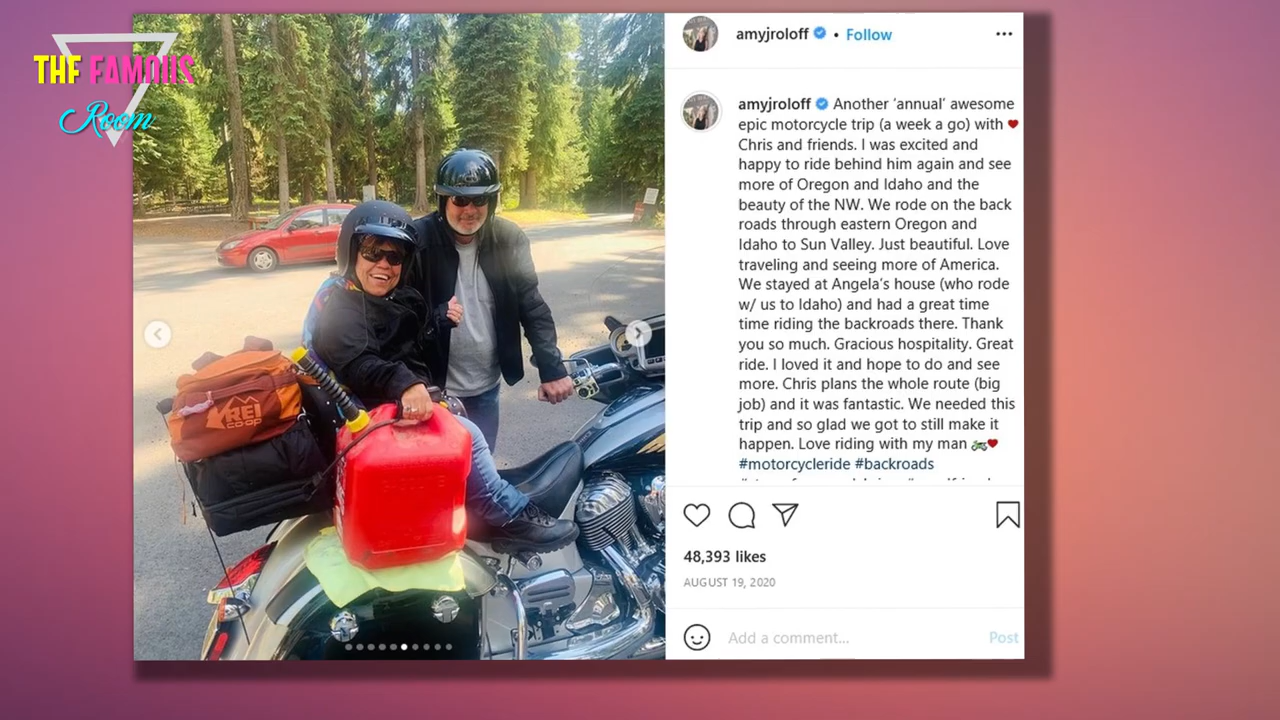 THE FAMOUS
Room
REI
co-op
amyjroloff • Follow
amyjroloff Another ‘annual’ awesome
epic motorcycle trip (a week a go) with ❤
Chris and friends. I was excited and
happy to ride behind him again and see
more of Oregon and Idaho and the
beauty of the NW. We rode on the back
roads through eastern Oregon and
Idaho to Sun Valley. Just beautiful. Love
traveling and seeing more of America.
We stayed at Angela’s house (who rode
w/ us to Idaho) and had a great time
time riding the backroads there. Thank
you so much. Gracious hospitality. Great
ride. I loved it and hope to do and see
more. Chris plans the whole route (big
job) and it was fantastic. We needed this
trip and so glad we got to still make it
happen. Love riding with my man 🏍❤
#motorcycleride #backroads
48,393 likes
AUGUST 19, 2020
Add a comment... Post